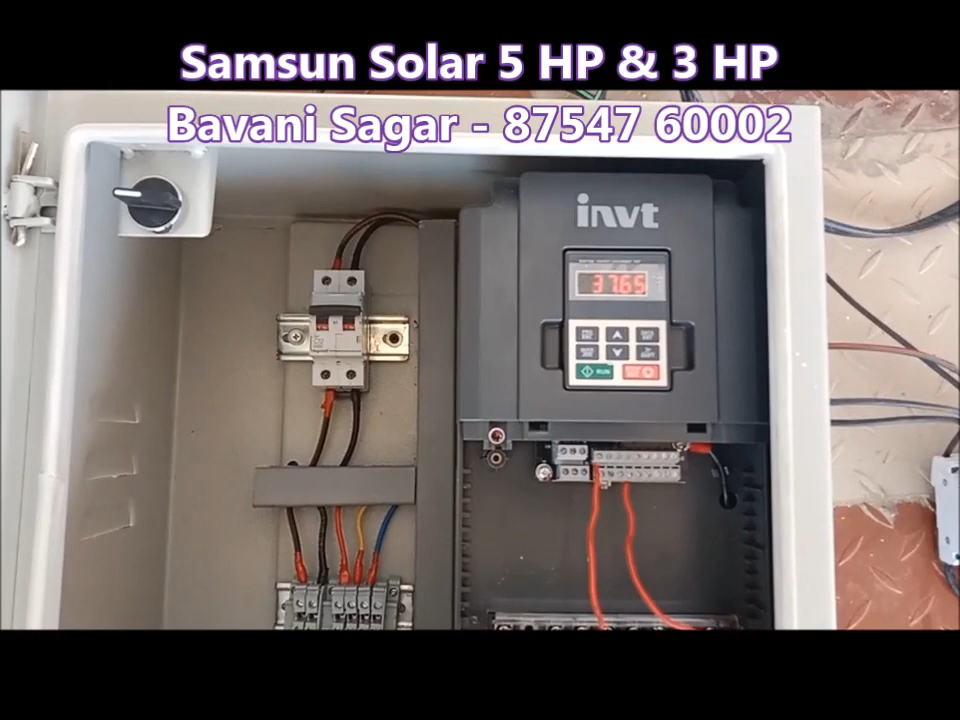 Samsun Solar 5 HP & 3 HP
Bavani Sagar - 87547 60002
invt
37.65
RUN